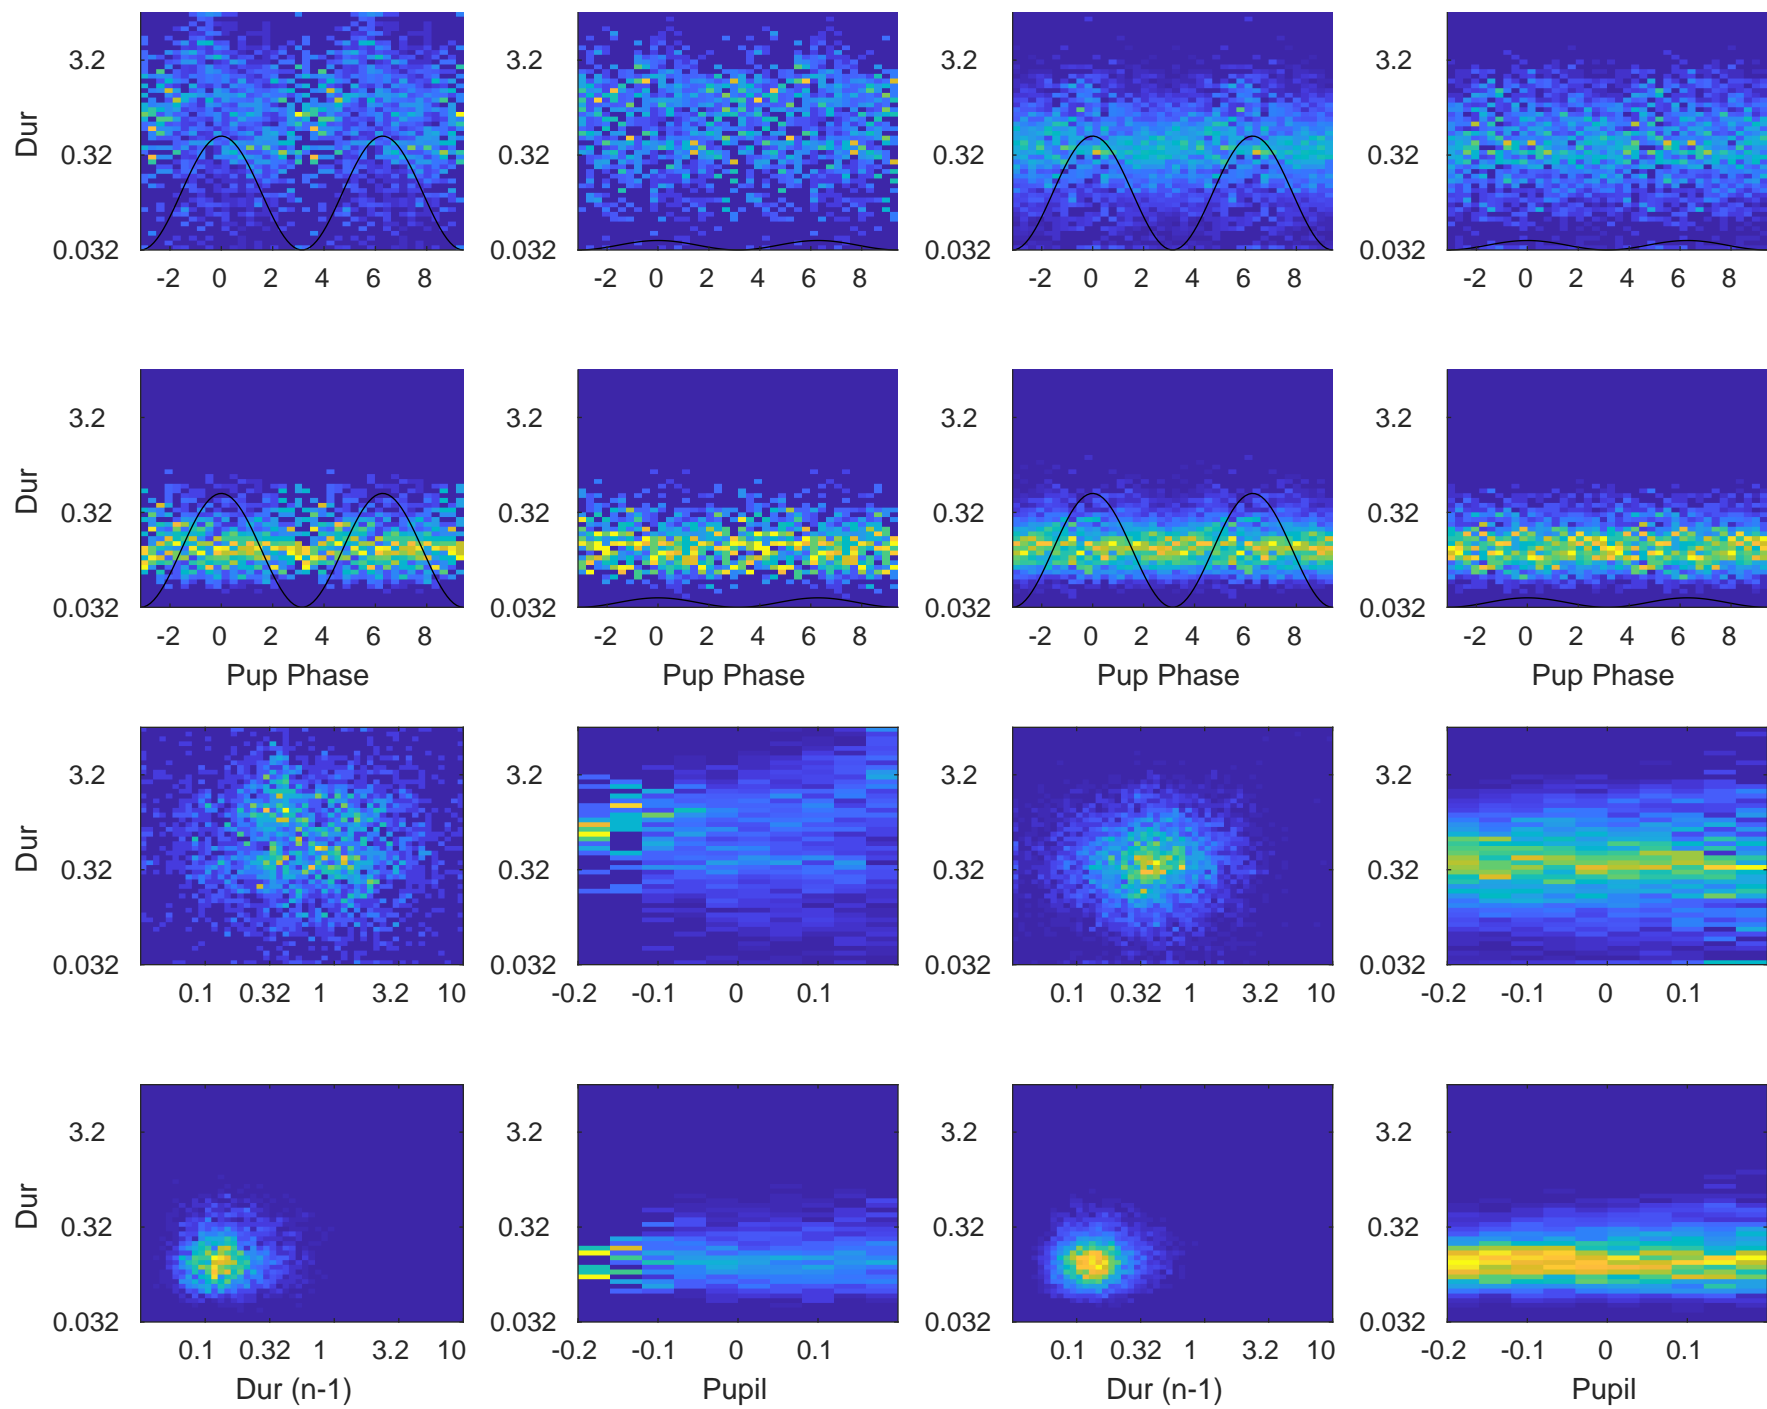 3.2 3.2 3.2 3.2
Dur
0.32 0.32 0.32 0.32
0.032 0.032 0.032 0.032
-2 0 2 4 6 8 -2 0 2 4 6 8 -2 0 2 4 6 8 -2 0 2 4 6 8
3.2 3.2 3.2 3.2
Dur
0.32 0.32 0.32 0.32
0.032 0.032 0.032 0.032
-2 0 2 4 6 8 -2 0 2 4 6 8 -2 0 2 4 6 8 -2 0 2 4 6 8
Pup Phase Pup Phase Pup Phase Pup Phase
3.2 3.2 3.2 3.2
Dur
0.32 0.32 0.32 0.32
0.032 0.032 0.032 0.032
0.1 0.32 1 3.2 10 -0.2 -0.1 0 0.1 0.1 0.32 1 3.2 10 -0.2 -0.1 0 0.1
3.2 3.2 3.2 3.2
Dur
0.32 0.32 0.32 0.32
0.032 0.032 0.032 0.032
0.1 0.32 1 3.2 10 -0.2 -0.1 0 0.1 0.1 0.32 1 3.2 10 -0.2 -0.1 0 0.1
Dur (n-1) Pupil Dur (n-1) Pupil